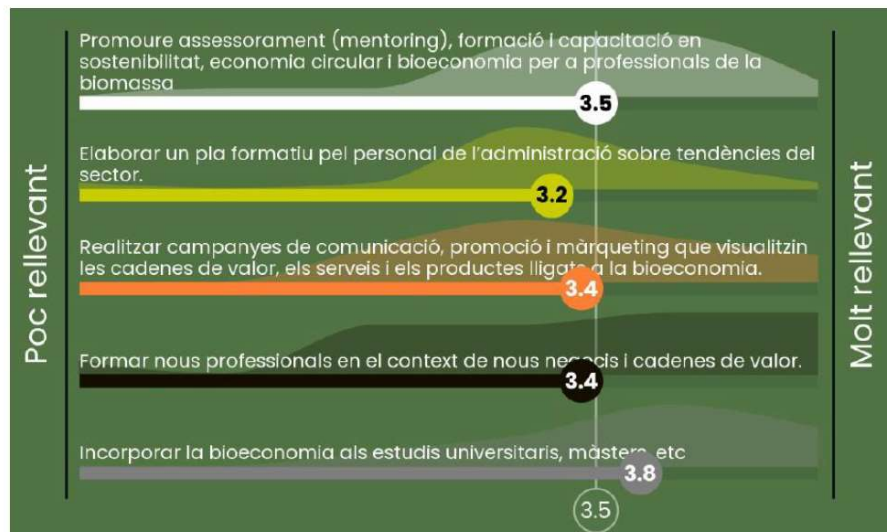 Poc rellevant
Promoure assessorament (mentoring), formació i capacitació en
sostenibilitat, economia circular i bioeconomia per a professionals de la
biomassa
3.5
Elaborar un pla formatiu pel personal de l'administració sobre tendències del
sector.
3.2
Realitzar campanyes de comunicació, promoció i màrqueting que visualitzin
les cadenes de valor, els serveis i els productes lligats a la bioeconomia.
3.4
Formar nous professionals en el context de nous negocis i cadenes de valor.
3.4
Incorporar la bioeconomia als estudis universitaris, màsters, etc
3.8
3.5
Molt rellevant